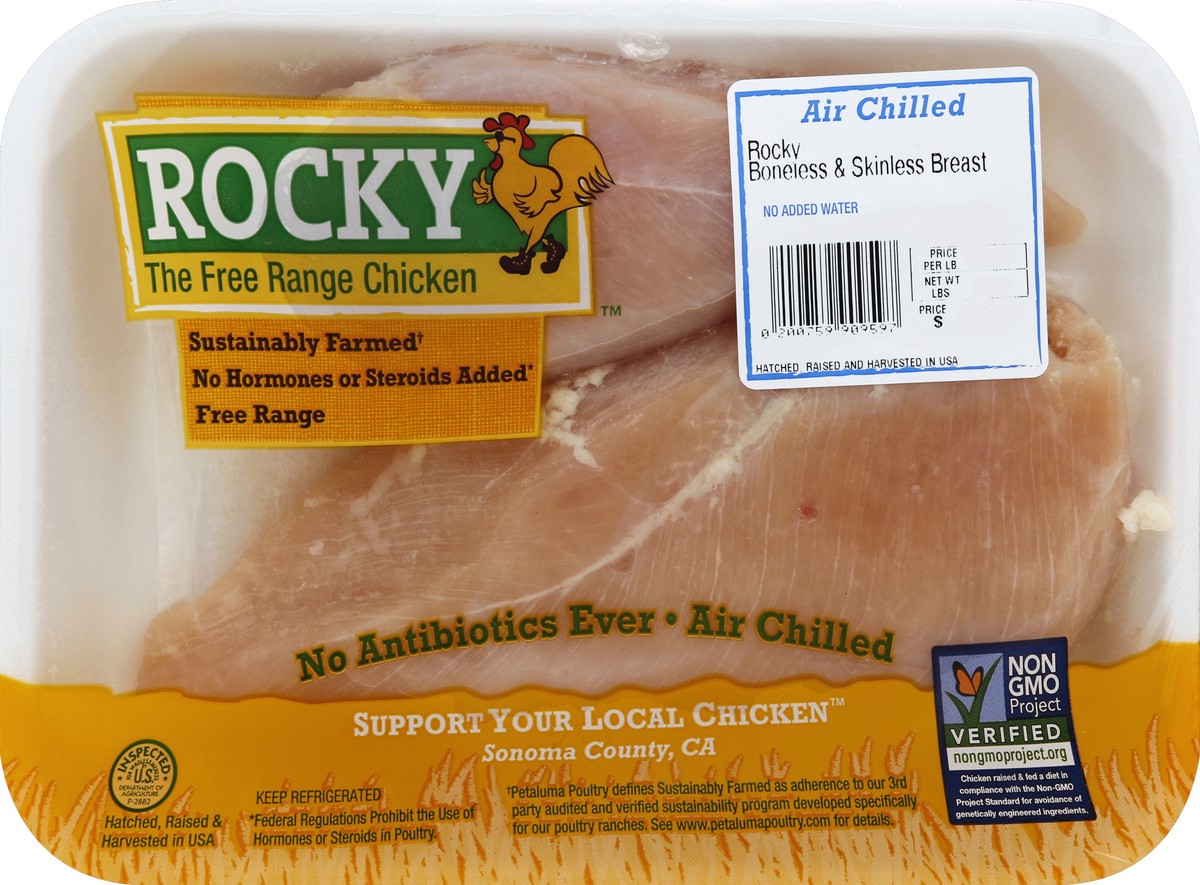 ROCKY
The Free Range Chicken
TM
Sustainably Farmed†
No Hormones or Steroids Added*
Free Range
Air Chilled
Rocky
Boneless & Skinless Breast
NO ADDED WATER
PRICE
PER LB
NET WT
LBS
PRICE
$
0 200759 909597
HATCHED, RAISED AND HARVESTED IN USA
No Antibiotics Ever • Air Chilled
SUPPORT YOUR LOCAL CHICKEN™
Sonoma County, CA
INSPECTED
U.S.
DEPARTMENT OF
AGRICULTURE
P-2882
Hatched, Raised &
Harvested in USA
KEEP REFRIGERATED
*Federal Regulations Prohibit the Use of
Hormones or Steroids in Poultry.
†Petaluma Poultry defines Sustainably Farmed as adherence to our 3rd
party audited and verified sustainability program developed specifically
for our poultry ranches. See www.petalumapoultry.com for details.
NON
GMO
Project
VERIFIED
nongmoproject.org
Chicken raised & fed a diet in
compliance with the Non-GMO
Project Standard for avoidance of
genetically engineered ingredients.